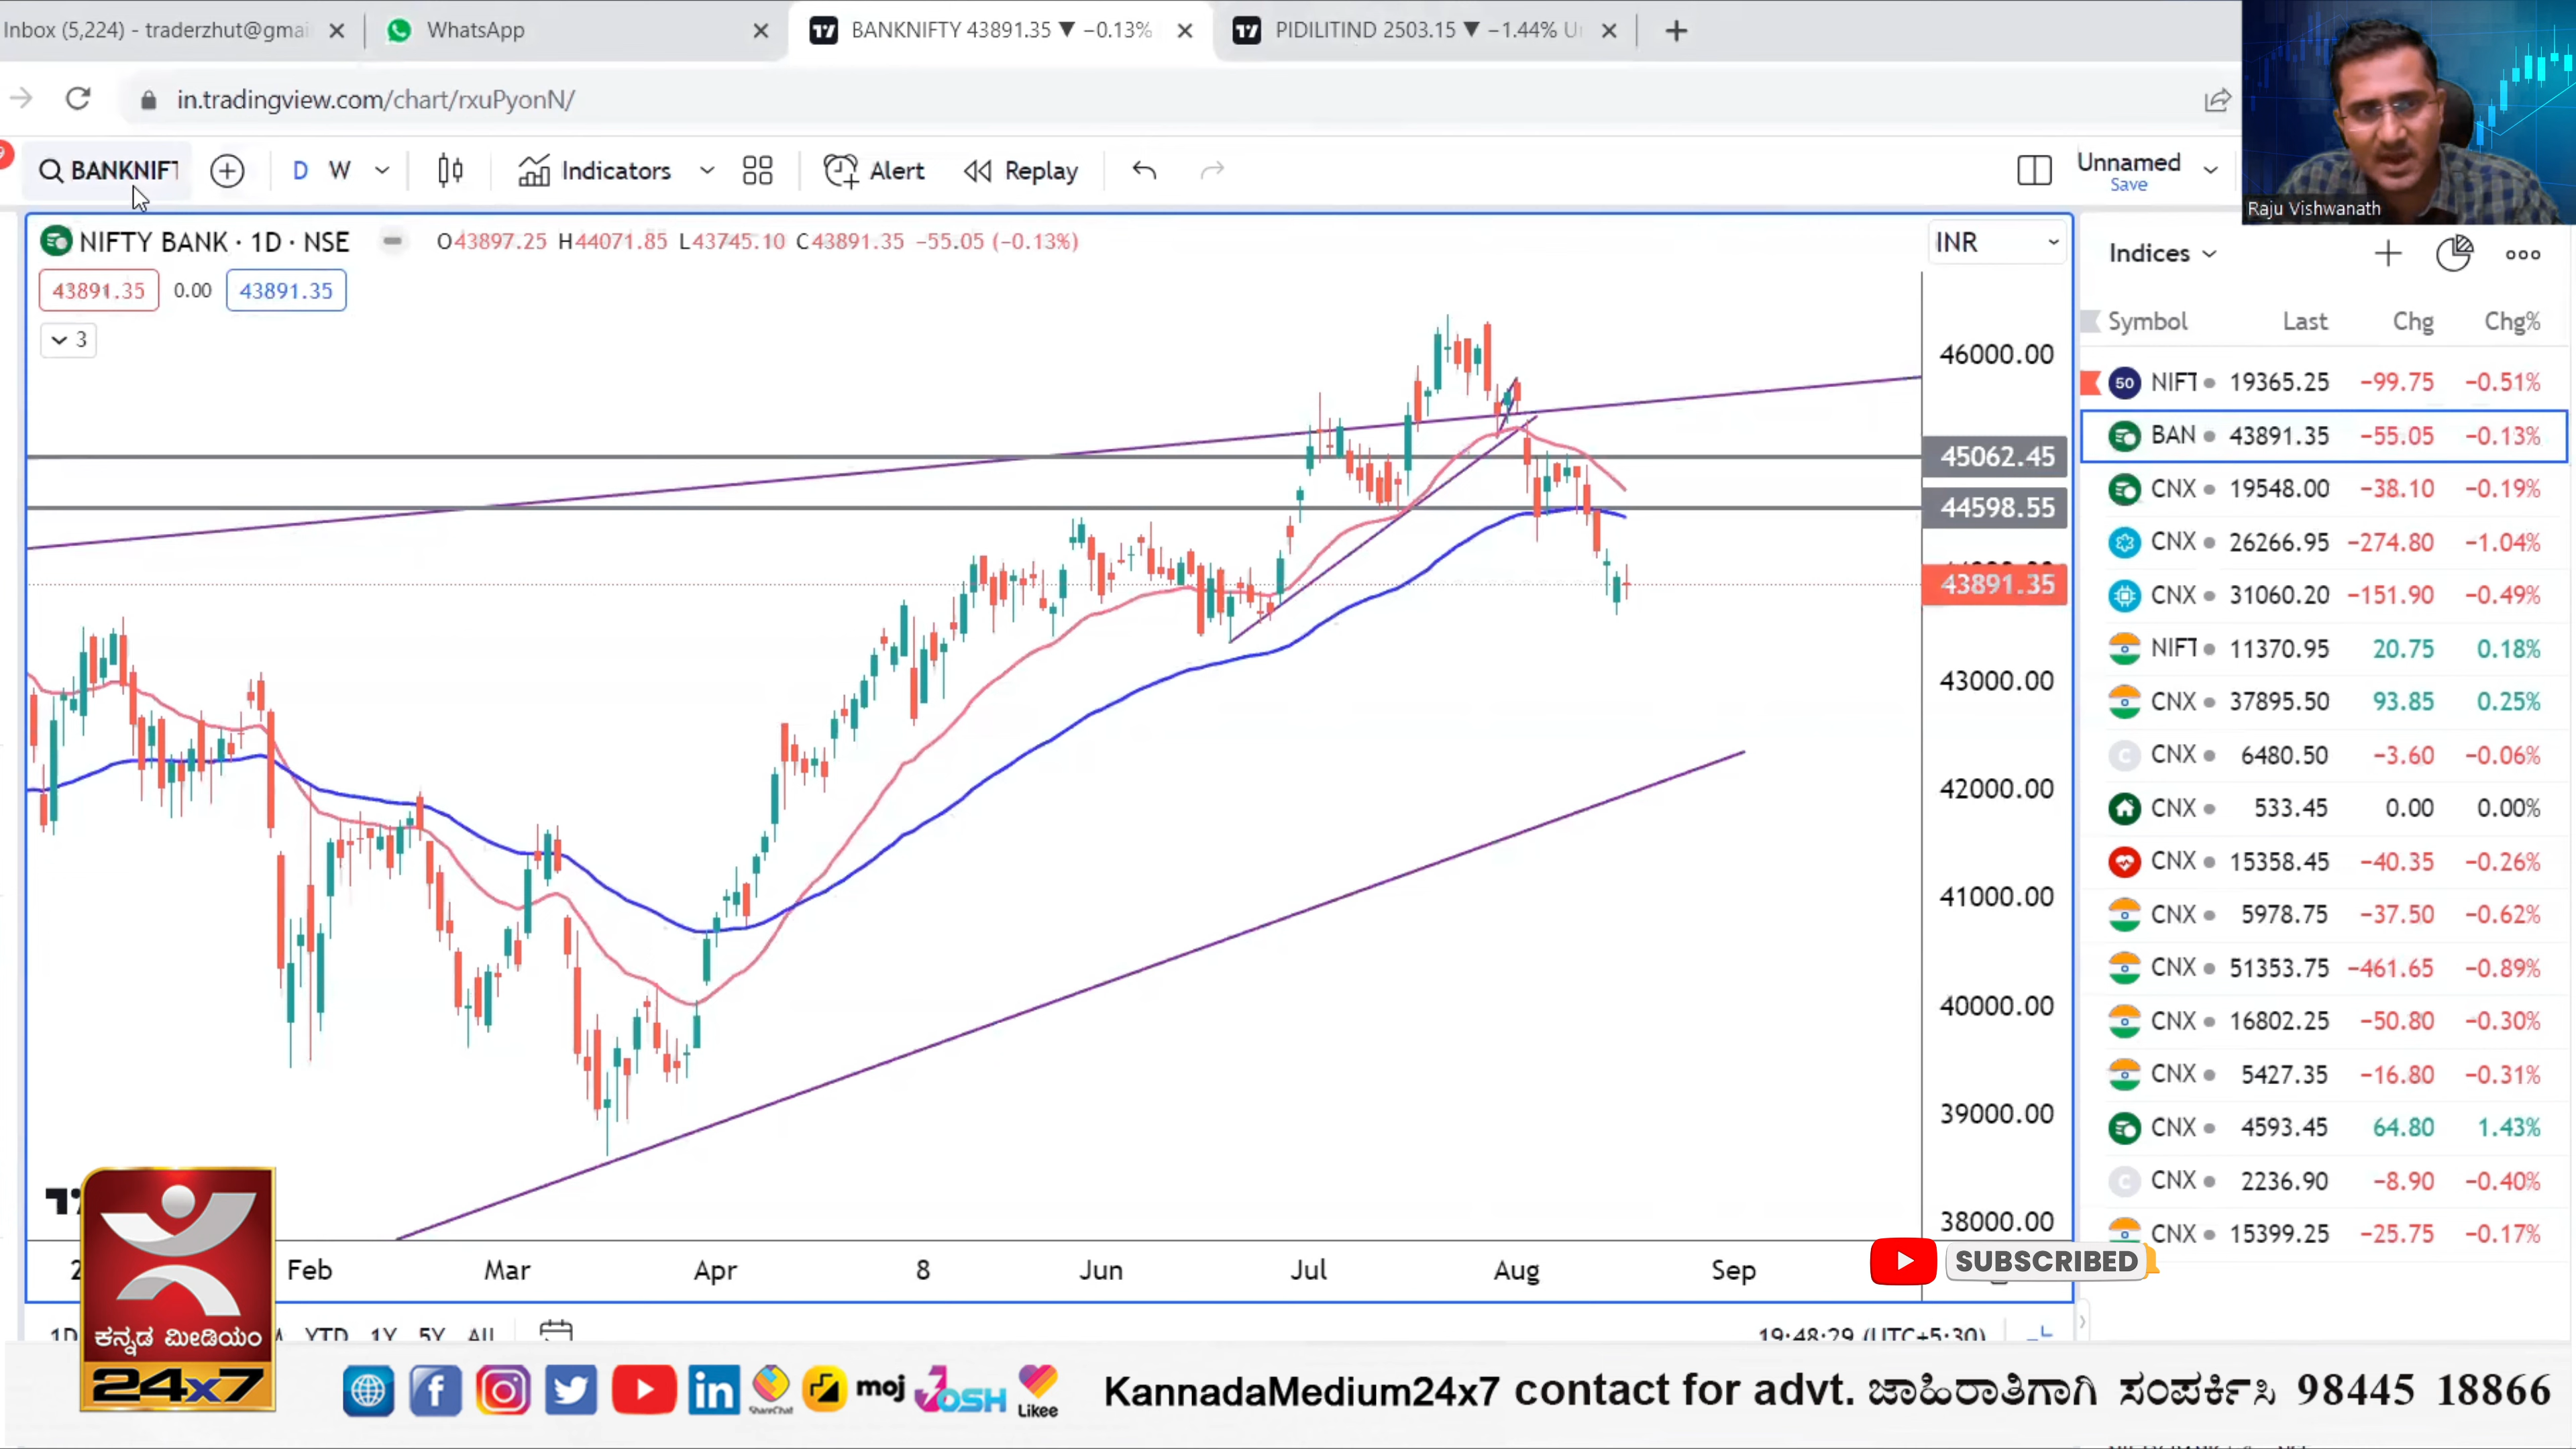 Inbox (5,224) - traderzhut@gmai
WhatsApp
BANKNIFTY 43891.35 ▼ −0.13%
PIDILITIND 2503.15 ▼ −1.44% U
in.tradingview.com/chart/rxuPyonN/
BANKNIFT
D W
Indicators
Alert
Replay
Unnamed
Save
Raju Vishwanath
NIFTY BANK · 1D · NSE
O43897.25 H44071.85 L43745.10 C43891.35 −55.05 (−0.13%)
INR
43891.35 0.00 43891.35
3
46000.00
45062.45
44598.55
43891.35
43000.00
42000.00
41000.00
40000.00
39000.00
38000.00
Feb Mar Apr 8 Jun Jul Aug Sep
1D YTD 1Y 5Y All
19:48:29 (UTC+5:30)
Indices
Symbol Last Chg Chg%
50 NIFT 19365.25 −99.75 −0.51%
BAN 43891.35 −55.05 −0.13%
CNX 19548.00 −38.10 −0.19%
CNX 26266.95 −274.80 −1.04%
CNX 31060.20 −151.90 −0.49%
NIFT 11370.95 20.75 0.18%
CNX 37895.50 93.85 0.25%
C CNX 6480.50 −3.60 −0.06%
CNX 533.45 0.00 0.00%
CNX 15358.45 −40.35 −0.26%
CNX 5978.75 −37.50 −0.62%
CNX 51353.75 −461.65 −0.89%
CNX 16802.25 −50.80 −0.30%
CNX 5427.35 −16.80 −0.31%
CNX 4593.45 64.80 1.43%
C CNX 2236.90 −8.90 −0.40%
CNX 15399.25 −25.75 −0.17%
SUBSCRIBED
ಕನ್ನಡ ಮೀಡಿಯಂ
24x7
ShareChat
moj
Josh
Likee
KannadaMedium24x7 contact for advt. ಜಾಹಿರಾತಿಗಾಗಿ ಸಂಪರ್ಕಿಸಿ 98445 18866